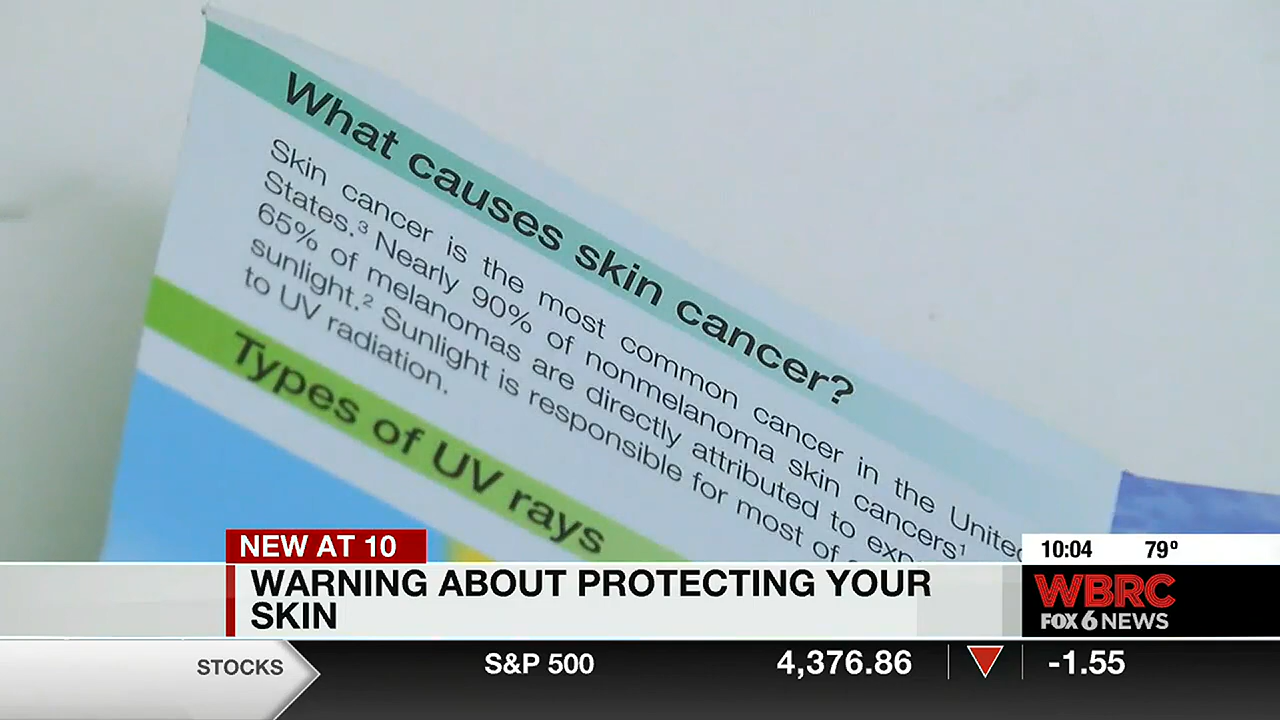 What causes skin cancer?
Skin cancer is the most common cancer in the United
States.³ Nearly 90% of nonmelanoma skin cancers¹
65% of melanomas are directly attributed to
sunlight.² Sunlight is responsible for most of
to UV radiation.
Types of UV rays
NEW AT 10
10:04 79°
WARNING ABOUT PROTECTING YOUR
SKIN
WBRC
FOX 6 NEWS
STOCKS S&P 500 4,376.86 -1.55